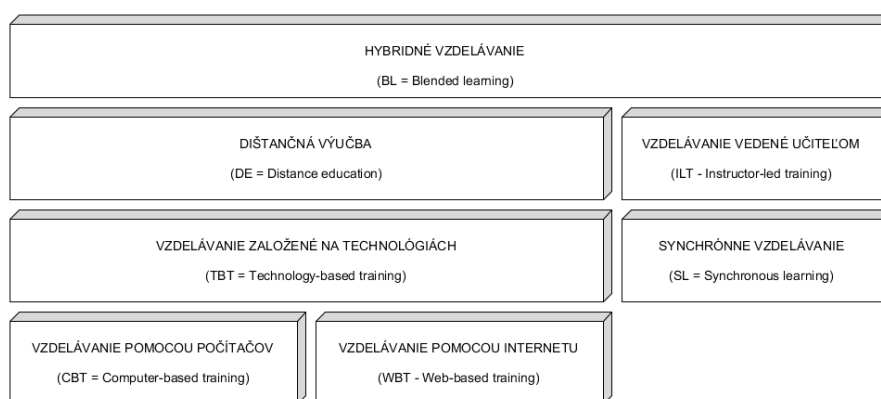 HYBRIDNÉ VZDELÁVANIE
(BL = Blended learning)
DIŠTANČNÁ VÝUČBA
(DE = Distance education)
VZDELÁVANIE VEDENÉ UČITEĽOM
(ILT - Instructor-led training)
VZDELÁVANIE ZALOŽENÉ NA TECHNOLÓGIÁCH
(TBT = Technology-based training)
SYNCHRÓNNE VZDELÁVANIE
(SL = Synchronous learning)
VZDELÁVANIE POMOCOU POČÍTAČOV
(CBT = Computer-based training)
VZDELÁVANIE POMOCOU INTERNETU
(WBT - Web-based training)